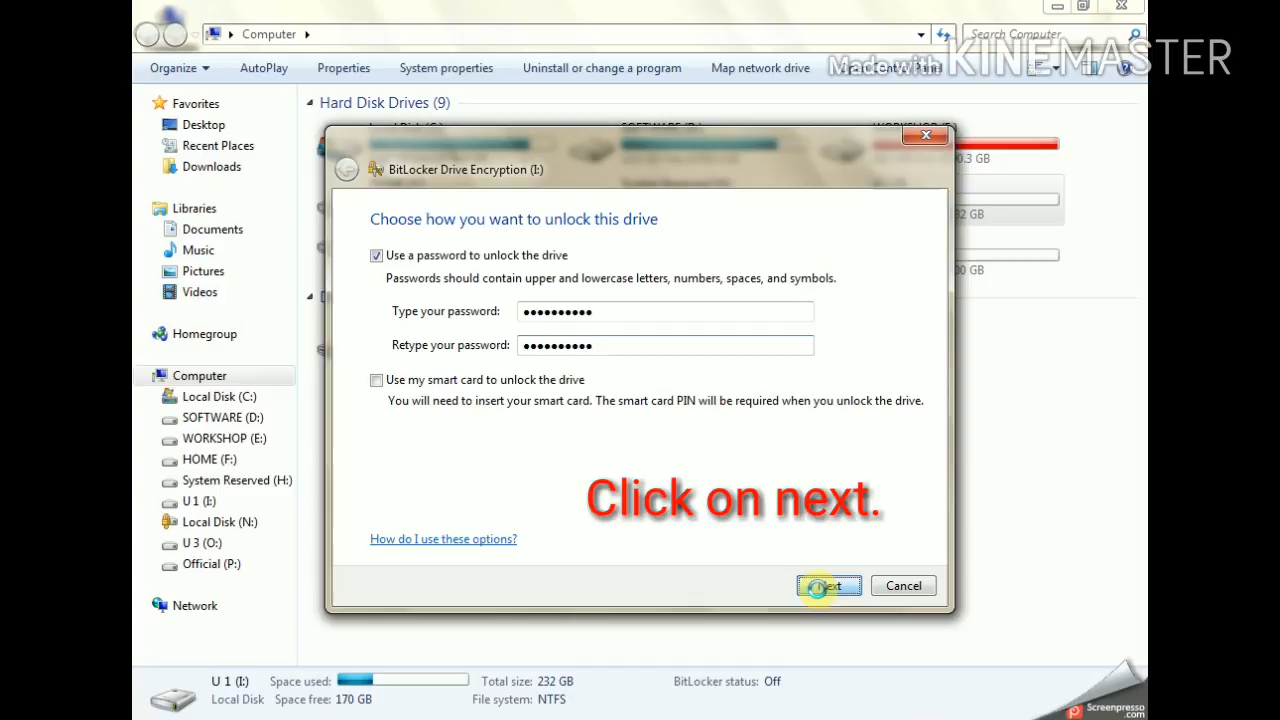 Computer
Search Computer
Made with KINEMASTER
Organize
AutoPlay
Properties
System properties
Uninstall or change a program
Map network drive
Favorites
Desktop
Recent Places
Downloads
Libraries
Documents
Music
Pictures
Videos
Homegroup
Computer
Local Disk (C:)
SOFTWARE (D:)
WORKSHOP (E:)
HOME (F:)
System Reserved (H:)
U 1 (I:)
Local Disk (N:)
U 3 (O:)
Official (P:)
Network
Hard Disk Drives (9)
BitLocker Drive Encryption (I:)
Choose how you want to unlock this drive
Use a password to unlock the drive
Passwords should contain upper and lowercase letters, numbers, spaces, and symbols.
Type your password: ●●●●●●●●●●
Retype your password: ●●●●●●●●●●
Use my smart card to unlock the drive
You will need to insert your smart card. The smart card PIN will be required when you unlock the drive.
Click on next.
How do I use these options?
Next
Cancel
U 1 (I:) Space used: Total size: 232 GB BitLocker status: Off
Local Disk Space free: 170 GB File system: NTFS
Screenpresso
.com